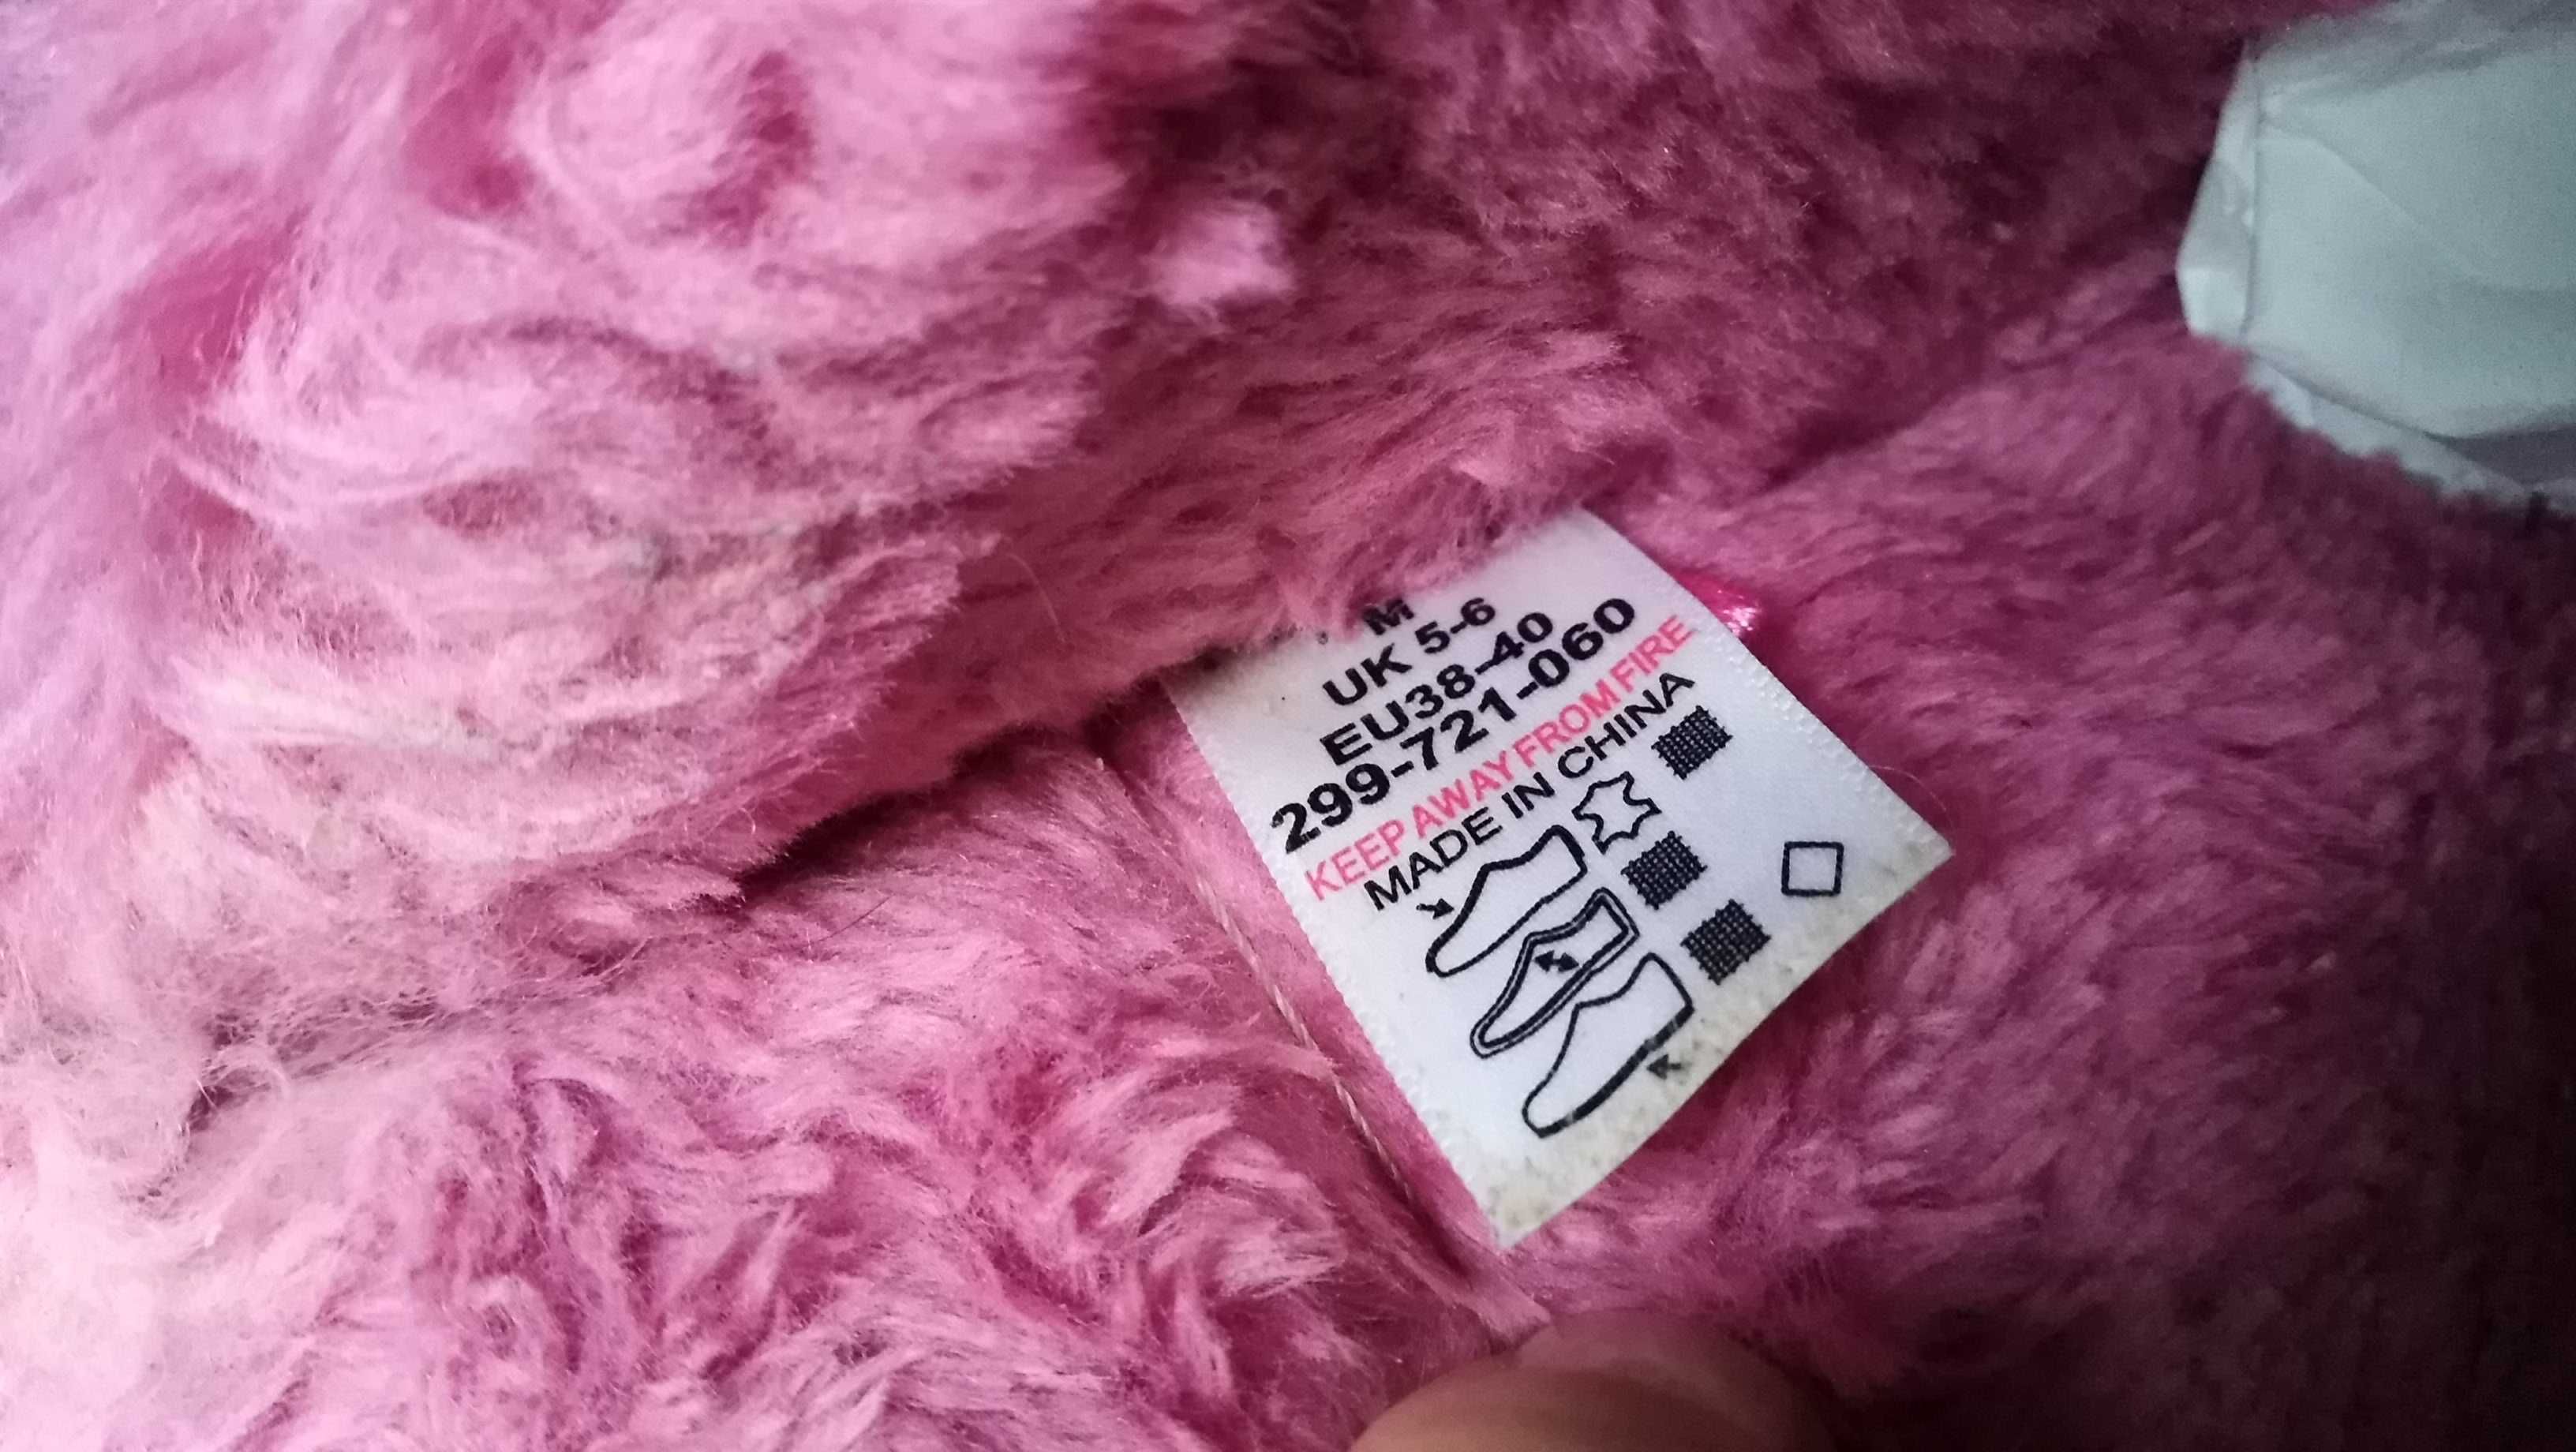 M
UK 5-6
EU38-40
299-721-060
KEEP AWAY FROM FIRE
MADE IN CHINA